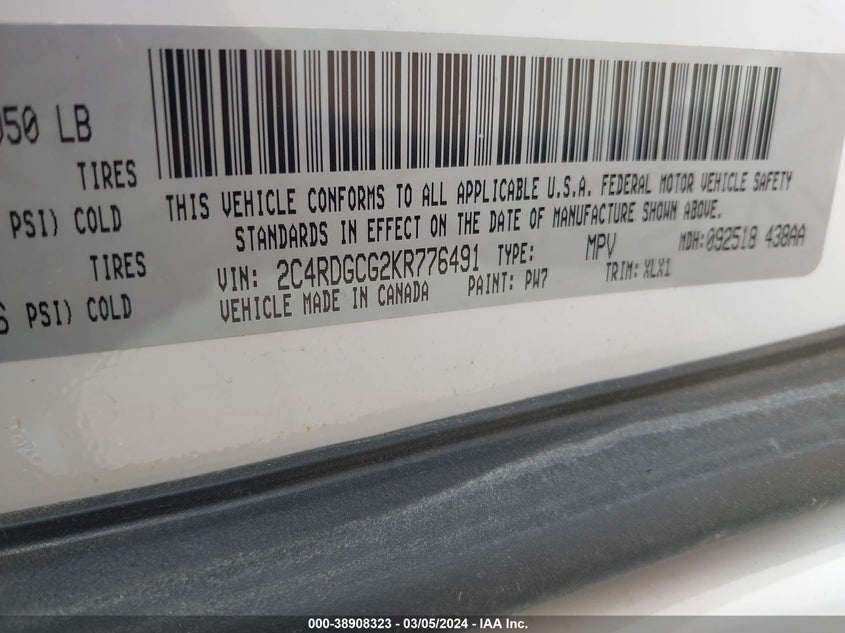 050 LB
TIRES
PSI) COLD
TIRES
PSI) COLD
THIS VEHICLE CONFORMS TO ALL APPLICABLE U.S.A. FEDERAL MOTOR VEHICLE SAFETY
STANDARDS IN EFFECT ON THE DATE OF MANUFACTURE SHOWN ABOVE.
VIN: 2C4RDGCG2KR776491 TYPE: MPV MDH:092518 438AA
VEHICLE MADE IN CANADA PAINT: PW7 TRIM: XLX1
000-38908323 - 03/05/2024 - IAA Inc.